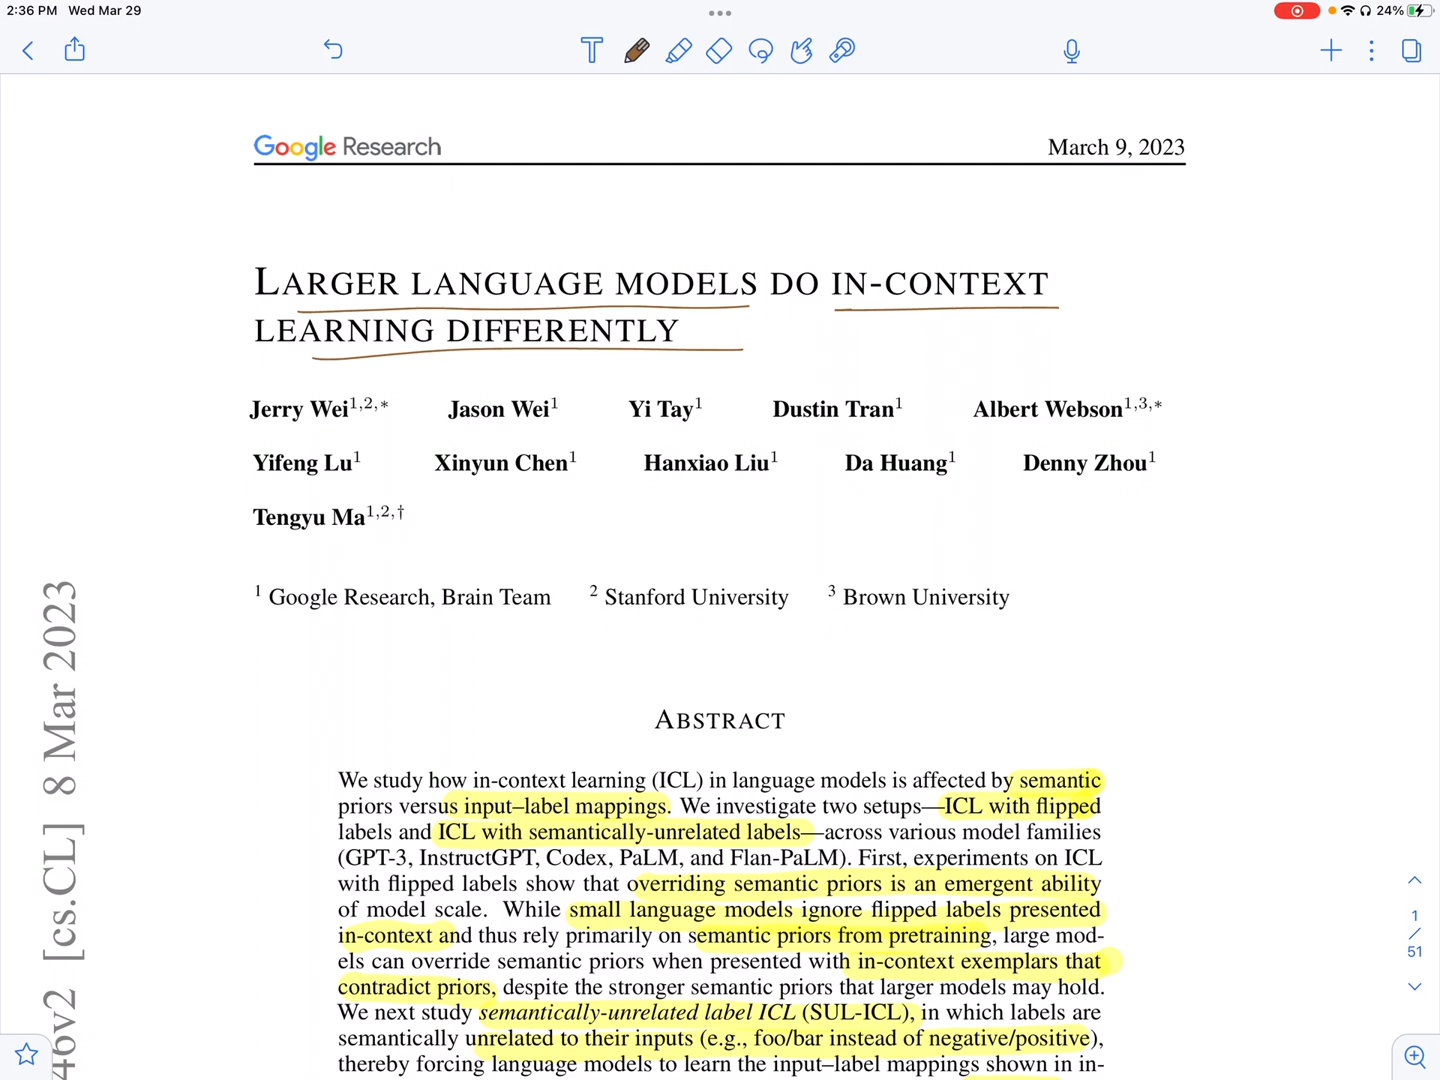 2:36 PM Wed Mar 29
24%
Google Research March 9, 2023
LARGER LANGUAGE MODELS DO IN-CONTEXT
LEARNING DIFFERENTLY
Jerry Wei1,2,* Jason Wei1 Yi Tay1 Dustin Tran1 Albert Webson1,3,*
Yifeng Lu1 Xinyun Chen1 Hanxiao Liu1 Da Huang1 Denny Zhou1
Tengyu Ma1,2,†
1 Google Research, Brain Team 2 Stanford University 3 Brown University
ABSTRACT
We study how in-context learning (ICL) in language models is affected by semantic
priors versus input–label mappings. We investigate two setups—ICL with flipped
labels and ICL with semantically-unrelated labels—across various model families
(GPT-3, InstructGPT, Codex, PaLM, and Flan-PaLM). First, experiments on ICL
with flipped labels show that overriding semantic priors is an emergent ability
of model scale. While small language models ignore flipped labels presented
in-context and thus rely primarily on semantic priors from pretraining, large mod-
els can override semantic priors when presented with in-context exemplars that
contradict priors, despite the stronger semantic priors that larger models may hold.
We next study semantically-unrelated label ICL (SUL-ICL), in which labels are
semantically unrelated to their inputs (e.g., foo/bar instead of negative/positive),
thereby forcing language models to learn the input–label mappings shown in in-
46v2 [cs.CL] 8 Mar 2023
1
/
51